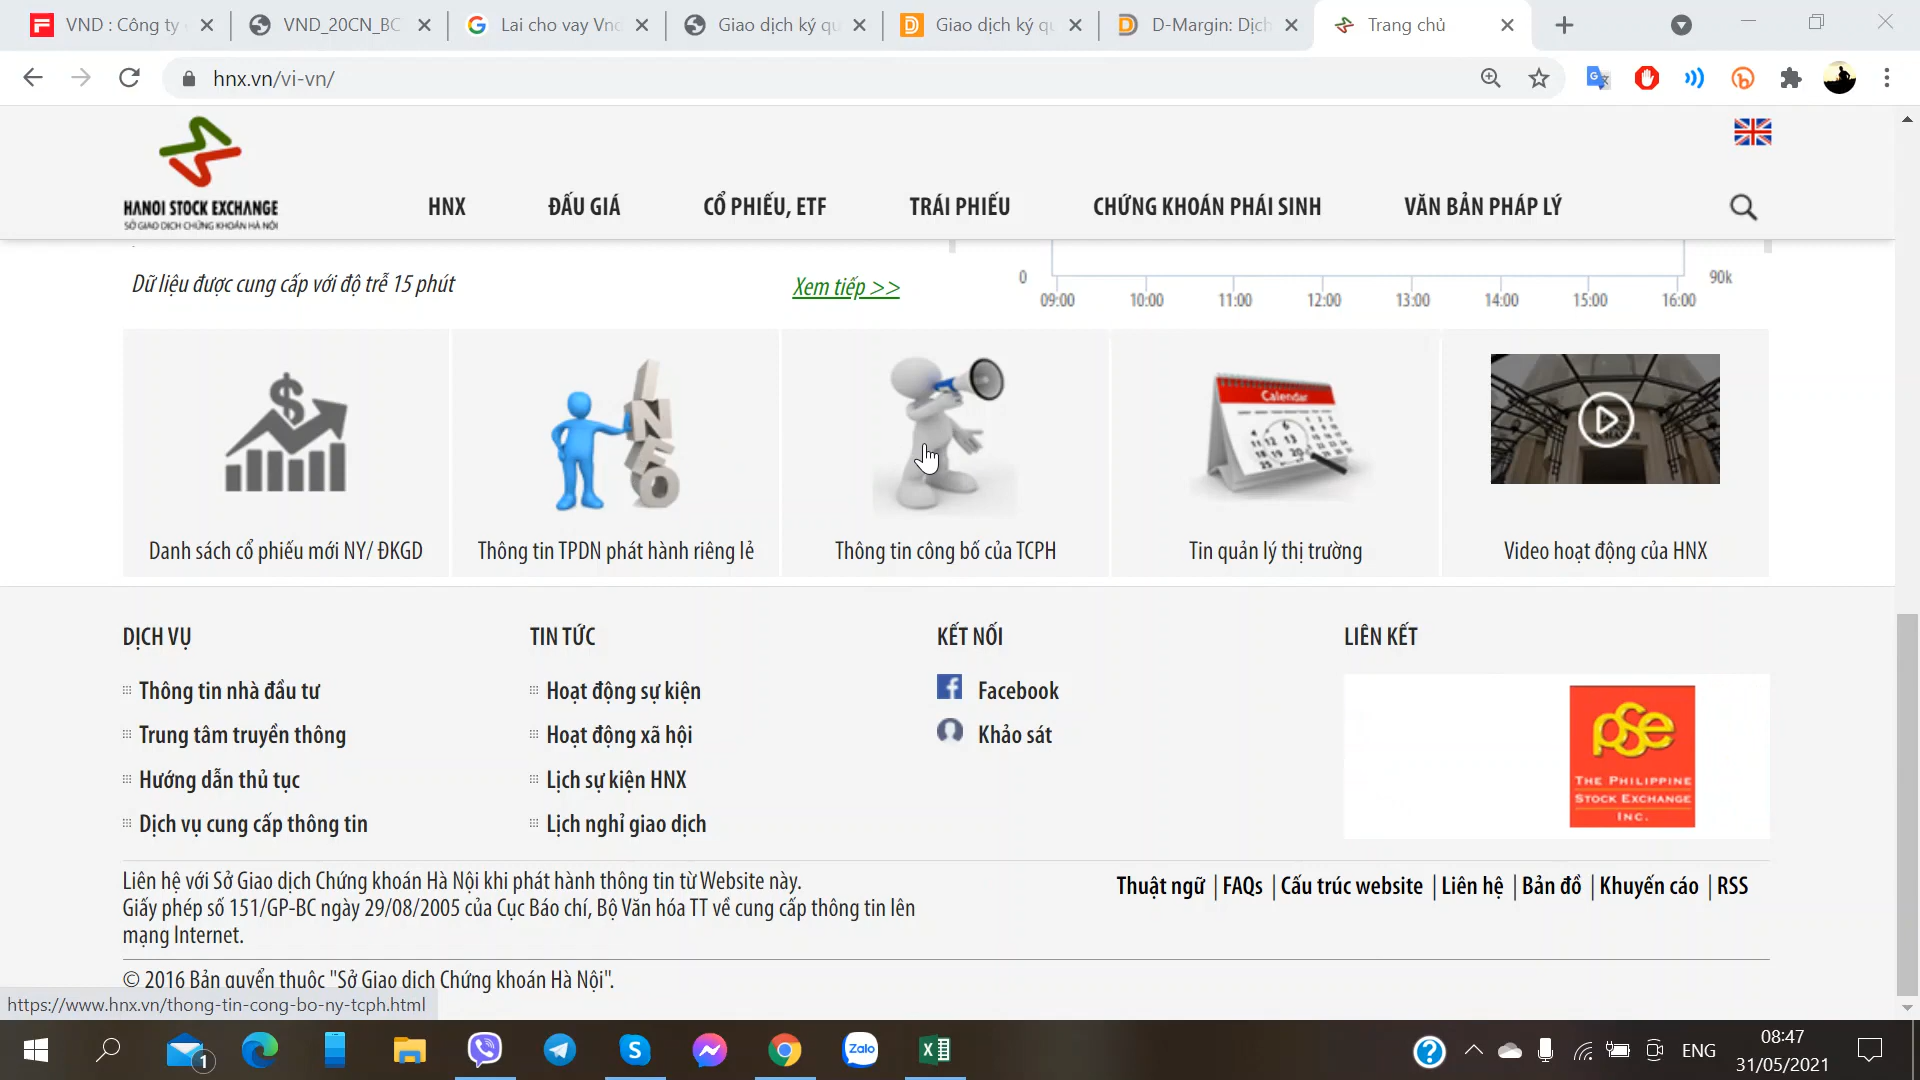 VND : Công ty
VND_20CN_BC
Lai cho vay Vnd
Giao dịch ký qu
Giao dịch ký qu
D-Margin: Dịch
Trang chủ
hnx.vn/vi-vn/
HANOI STOCK EXCHANGE
SỞ GIAO DỊCH CHỨNG KHOÁN HÀ NỘI
HNX
ĐẤU GIÁ
CỔ PHIẾU, ETF
TRÁI PHIẾU
CHỨNG KHOÁN PHÁI SINH
VĂN BẢN PHÁP LÝ
Dữ liệu được cung cấp với độ trễ 15 phút
Xem tiếp >>
0
90k
09:00 10:00 11:00 12:00 13:00 14:00 15:00 16:00
INFO
Calendar
Danh sách cổ phiếu mới NY/ ĐKGD
Thông tin TPDN phát hành riêng lẻ
Thông tin công bố của TCPH
Tin quản lý thị trường
Video hoạt động của HNX
DỊCH VỤ
Thông tin nhà đầu tư
Trung tâm truyền thông
Hướng dẫn thủ tục
Dịch vụ cung cấp thông tin
TIN TỨC
Hoạt động sự kiện
Hoạt động xã hội
Lịch sự kiện HNX
Lịch nghỉ giao dịch
KẾT NỐI
Facebook
Khảo sát
LIÊN KẾT
pse
THE PHILIPPINE
STOCK EXCHANGE
INC.
Liên hệ với Sở Giao dịch Chứng khoán Hà Nội khi phát hành thông tin từ Website này.
Giấy phép số 151/GP-BC ngày 29/08/2005 của Cục Báo chí, Bộ Văn hóa TT về cung cấp thông tin lên
mạng Internet.
Thuật ngữ | FAQs | Cấu trúc website | Liên hệ | Bản đồ | Khuyến cáo | RSS
© 2016 Bản quyền thuộc "Sở Giao dịch Chứng khoán Hà Nội".
https://www.hnx.vn/thong-tin-cong-bo-ny-tcph.html
1
Zalo
ENG
08:47
31/05/2021